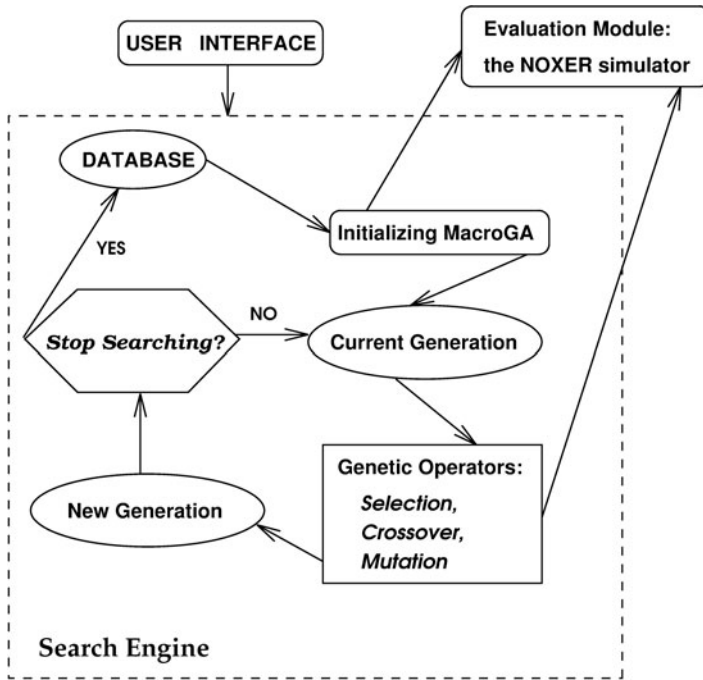 USER INTERFACE
Evaluation Module:
the NOXER simulator
DATABASE
Initializing MacroGA
YES
Stop Searching?
NO
Current Generation
Genetic Operators:
Selection,
Crossover,
Mutation
New Generation
Search Engine